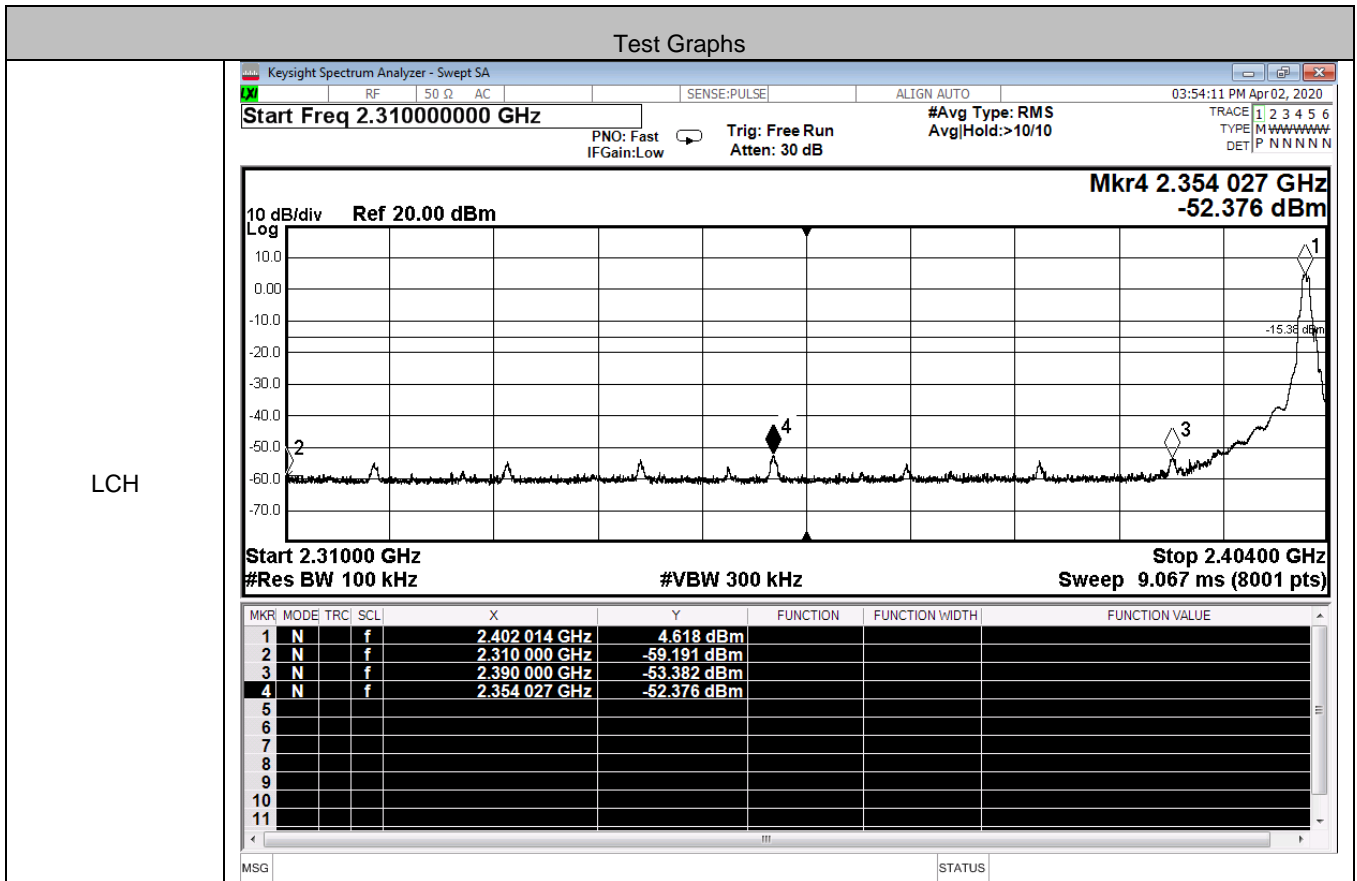 Test Graphs
LCH
Keysight Spectrum Analyzer - Swept SA
LXI RF 50 Ω AC SENSE:PULSE ALIGN AUTO 03:54:11 PM Apr 02, 2020
Start Freq 2.310000000 GHz
PNO: Fast
IFGain:Low
Trig: Free Run
Atten: 30 dB
#Avg Type: RMS
Avg|Hold:>10/10
TRACE 1 2 3 4 5 6
TYPE M WWWWW
DET P N N N N N
Mkr4 2.354 027 GHz
-52.376 dBm
10 dB/div Ref 20.00 dBm
Log
10.0
0.00
-10.0
-20.0
-30.0
-40.0
-50.0
-60.0
-70.0
1
-15.38 dBm
2
4
3
Start 2.31000 GHz Stop 2.40400 GHz
#Res BW 100 kHz #VBW 300 kHz Sweep 9.067 ms (8001 pts)
MKR MODE TRC SCL X Y FUNCTION FUNCTION WIDTH FUNCTION VALUE
1 N f 2.402 014 GHz 4.618 dBm
2 N f 2.310 000 GHz -59.191 dBm
3 N f 2.390 000 GHz -53.382 dBm
4 N f 2.354 027 GHz -52.376 dBm
5
6
7
8
9
10
11
MSG STATUS